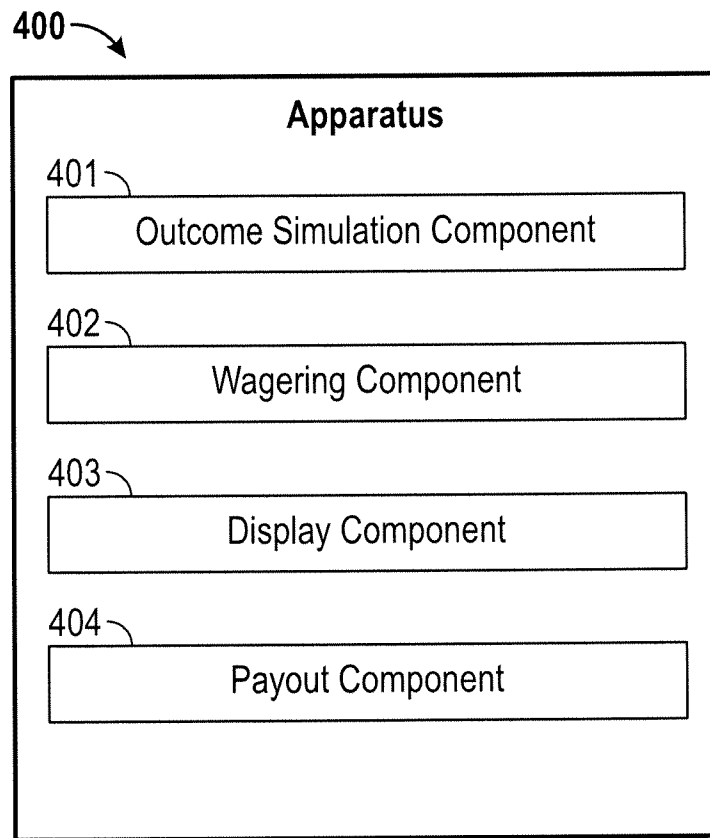 400
Apparatus
401
Outcome Simulation Component
402
Wagering Component
403
Display Component
404
Payout Component